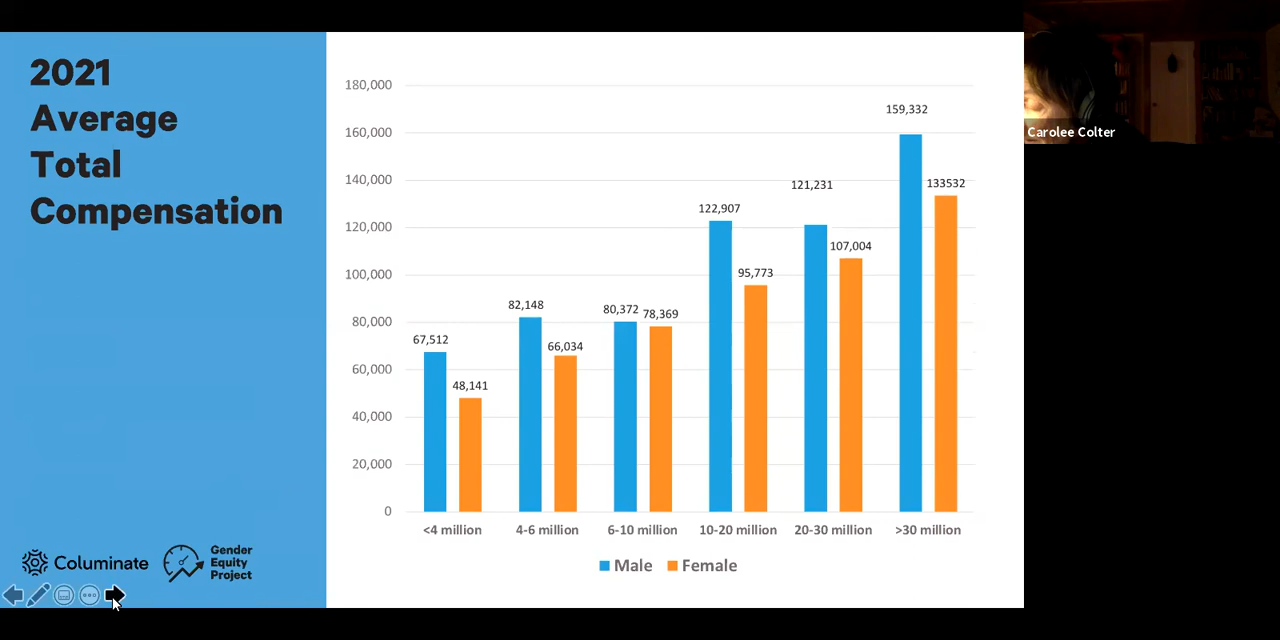 2021
Average
Total
Compensation
180,000
160,000
140,000
120,000
100,000
80,000
60,000
40,000
20,000
0
67,512
48,141
82,148
66,034
80,372
78,369
122,907
95,773
121,231
107,004
159,332
133532
<4 million
4-6 million
6-10 million
10-20 million
20-30 million
>30 million
Male
Female
Columinate
Gender
Equity
Project
Carolee Colter